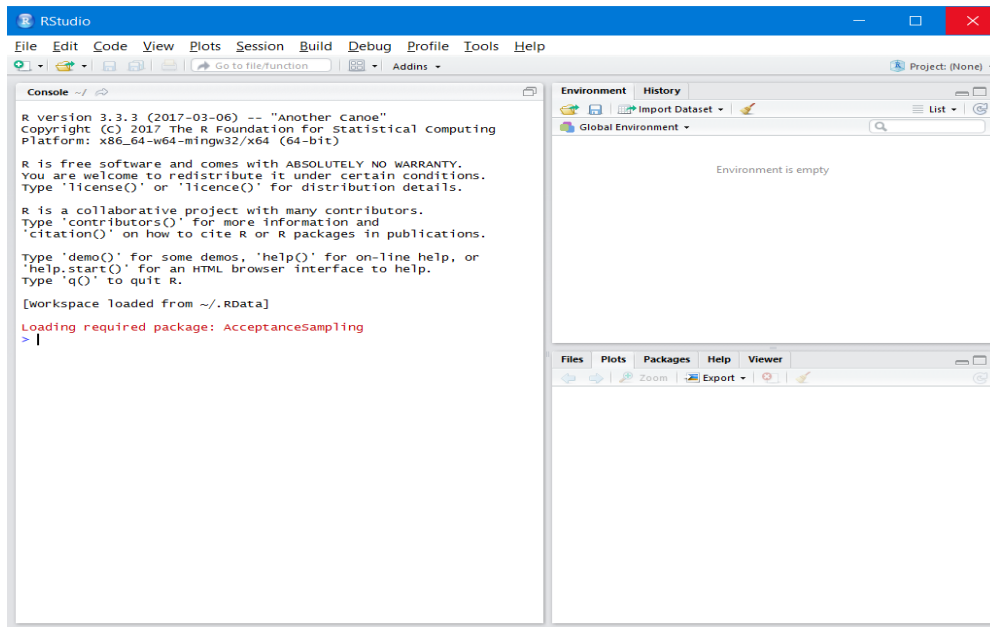 RStudio
File Edit Code View Plots Session Build Debug Profile Tools Help
Go to file/function Addins Project: (None)
Console ~/
R version 3.3.3 (2017-03-06) -- "Another Canoe"
Copyright (C) 2017 The R Foundation for Statistical Computing
Platform: x86_64-w64-mingw32/x64 (64-bit)
R is free software and comes with ABSOLUTELY NO WARRANTY.
You are welcome to redistribute it under certain conditions.
Type 'license()' or 'licence()' for distribution details.
R is a collaborative project with many contributors.
Type 'contributors()' for more information and
'citation()' on how to cite R or R packages in publications.
Type 'demo()' for some demos, 'help()' for on-line help, or
'help.start()' for an HTML browser interface to help.
Type 'q()' to quit R.
[Workspace loaded from ~/.RData]
Loading required package: AcceptanceSampling
>
Environment History
Import Dataset List
Global Environment
Environment is empty
Files Plots Packages Help Viewer
Zoom Export